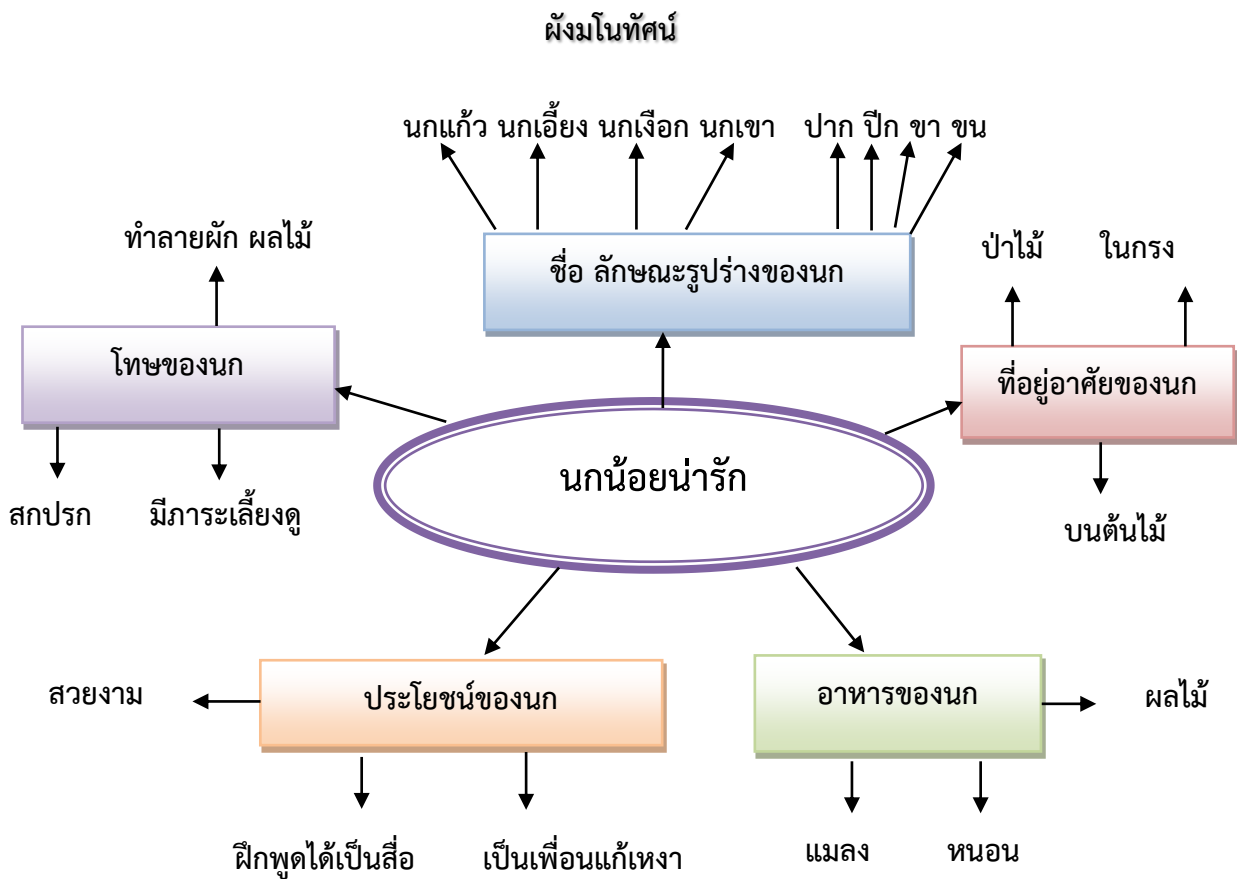 ผังมโนทัศน์
นกแก้ว นกเอี้ยง นกเงือก นกเขา ปาก ปีก ขา ขน
ทำลายผัก ผลไม้
ชื่อ ลักษณะรูปร่างของนก
ป่าไม้ ในกรง
โทษของนก
ที่อยู่อาศัยของนก
นกน้อยน่ารัก
สกปรก มีภาระเลี้ยงดู
บนต้นไม้
สวยงาม
ประโยชน์ของนก
อาหารของนก
ผลไม้
ฝึกพูดได้เป็นสื่อ เป็นเพื่อนแก้เหงา
แมลง หนอน